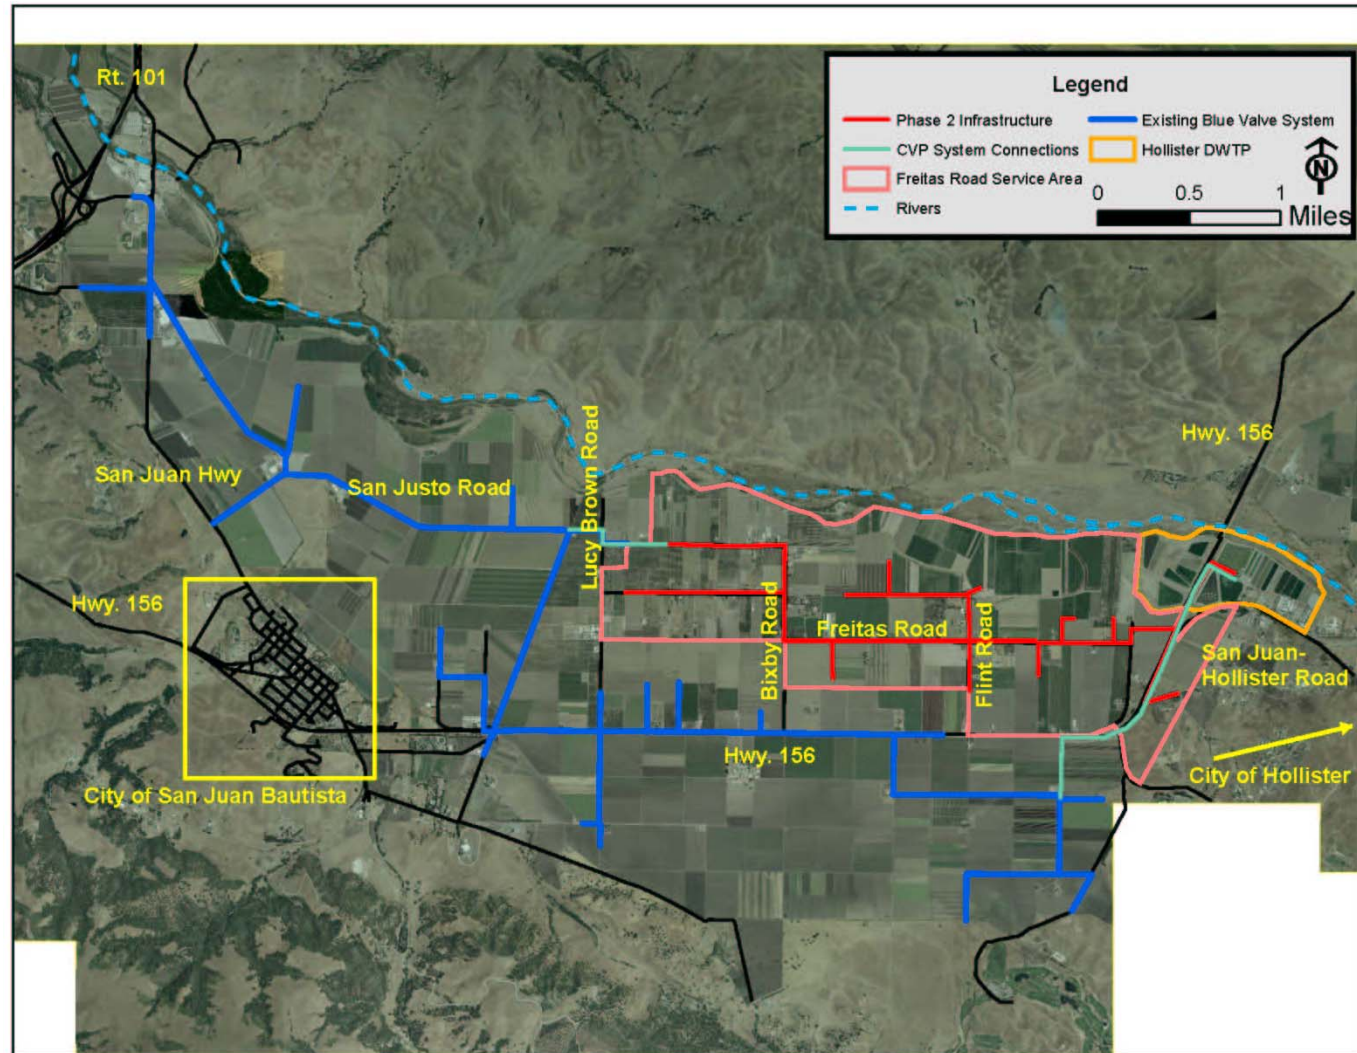 Rt. 101
Legend
Phase 2 Infrastructure
Existing Blue Valve System
CVP System Connections
Hollister DWTP
Freitas Road Service Area
Rivers
N
0 0.5 1
Miles
Hwy. 156
San Juan Hwy
San Justo Road
Lucy Brown Road
Hwy. 156
Bixby Road
Freitas Road
Flint Road
San Juan-
Hollister Road
Hwy. 156
City of Hollister
City of San Juan Bautista